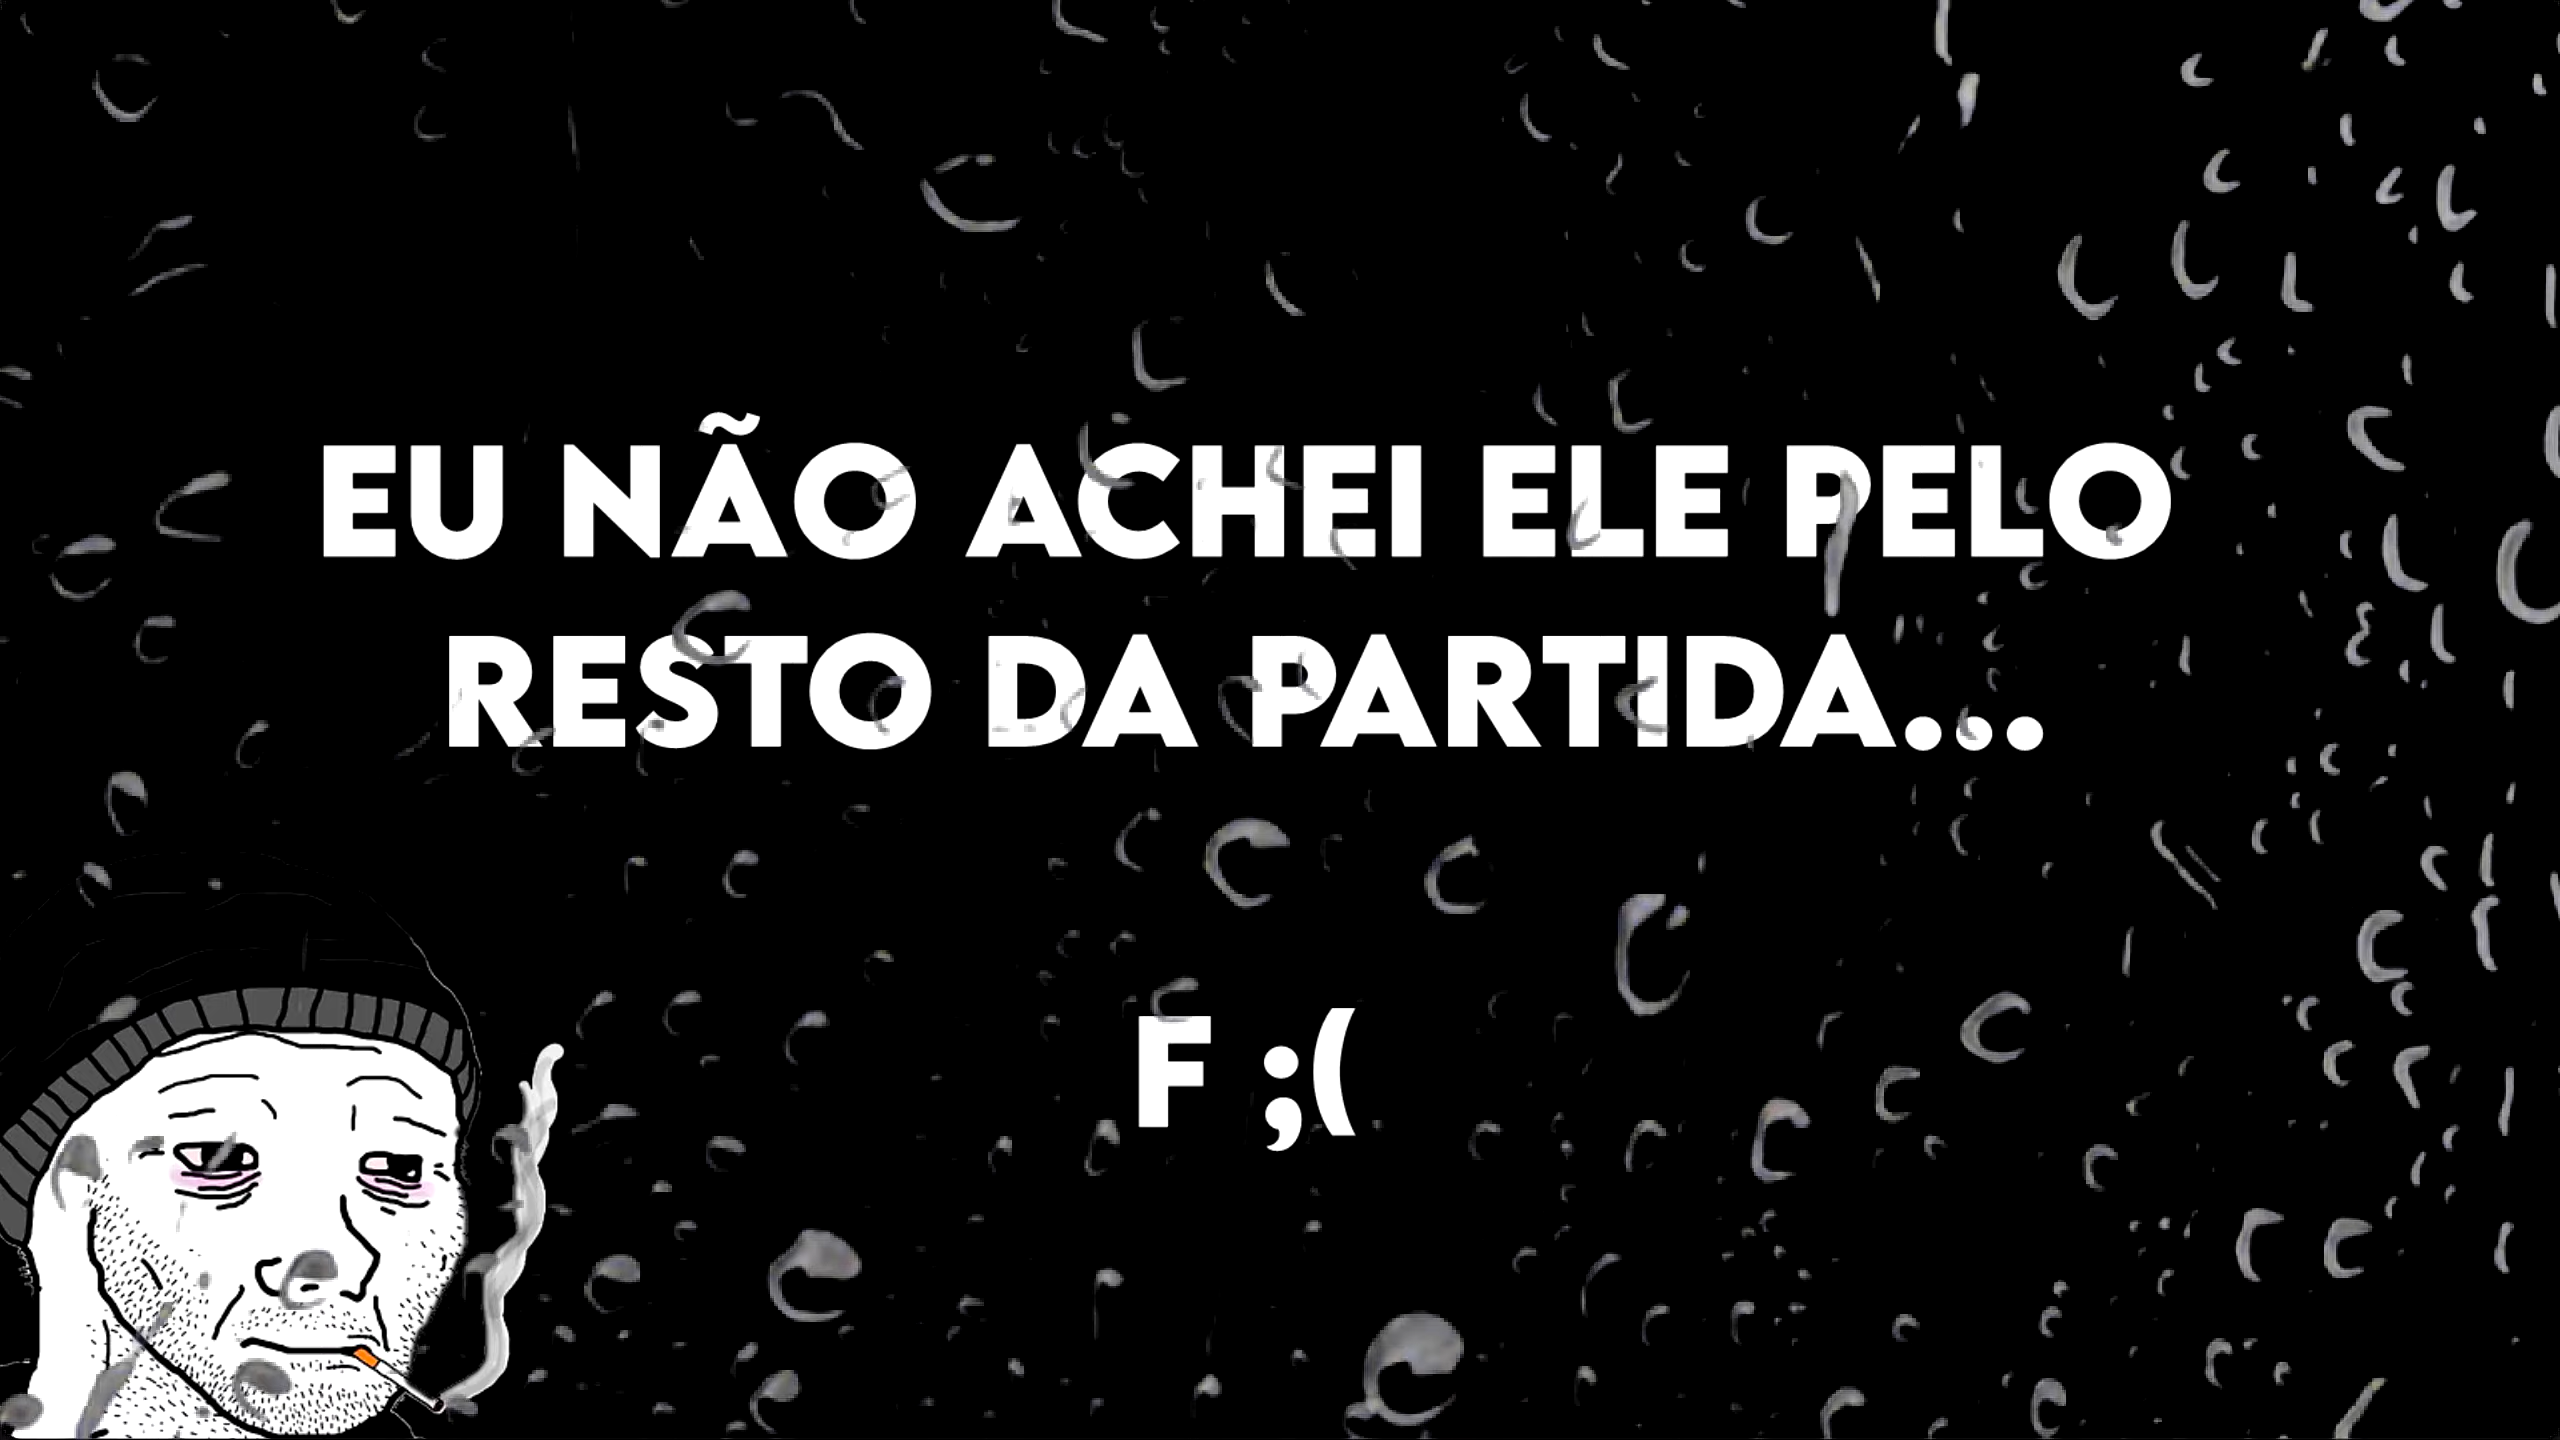 EU NÃO ACHEI ELE PELO
RESTO DA PARTIDA...
F ;(